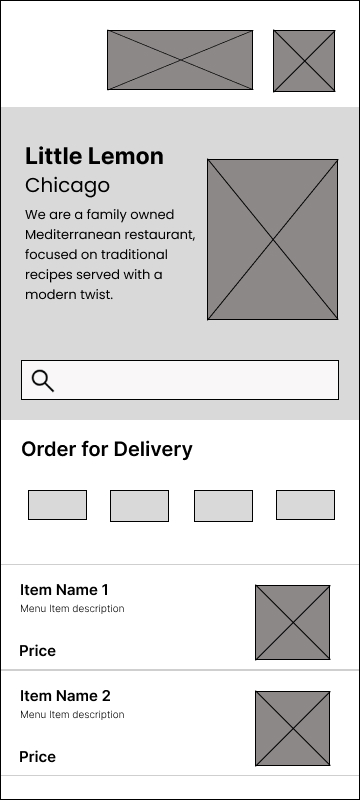 Little Lemon
Chicago
We are a family owned
Mediterranean restaurant,
focused on traditional
recipes served with a
modern twist.
Order for Delivery
Item Name 1
Menu Item description
Price
Item Name 2
Menu Item description
Price